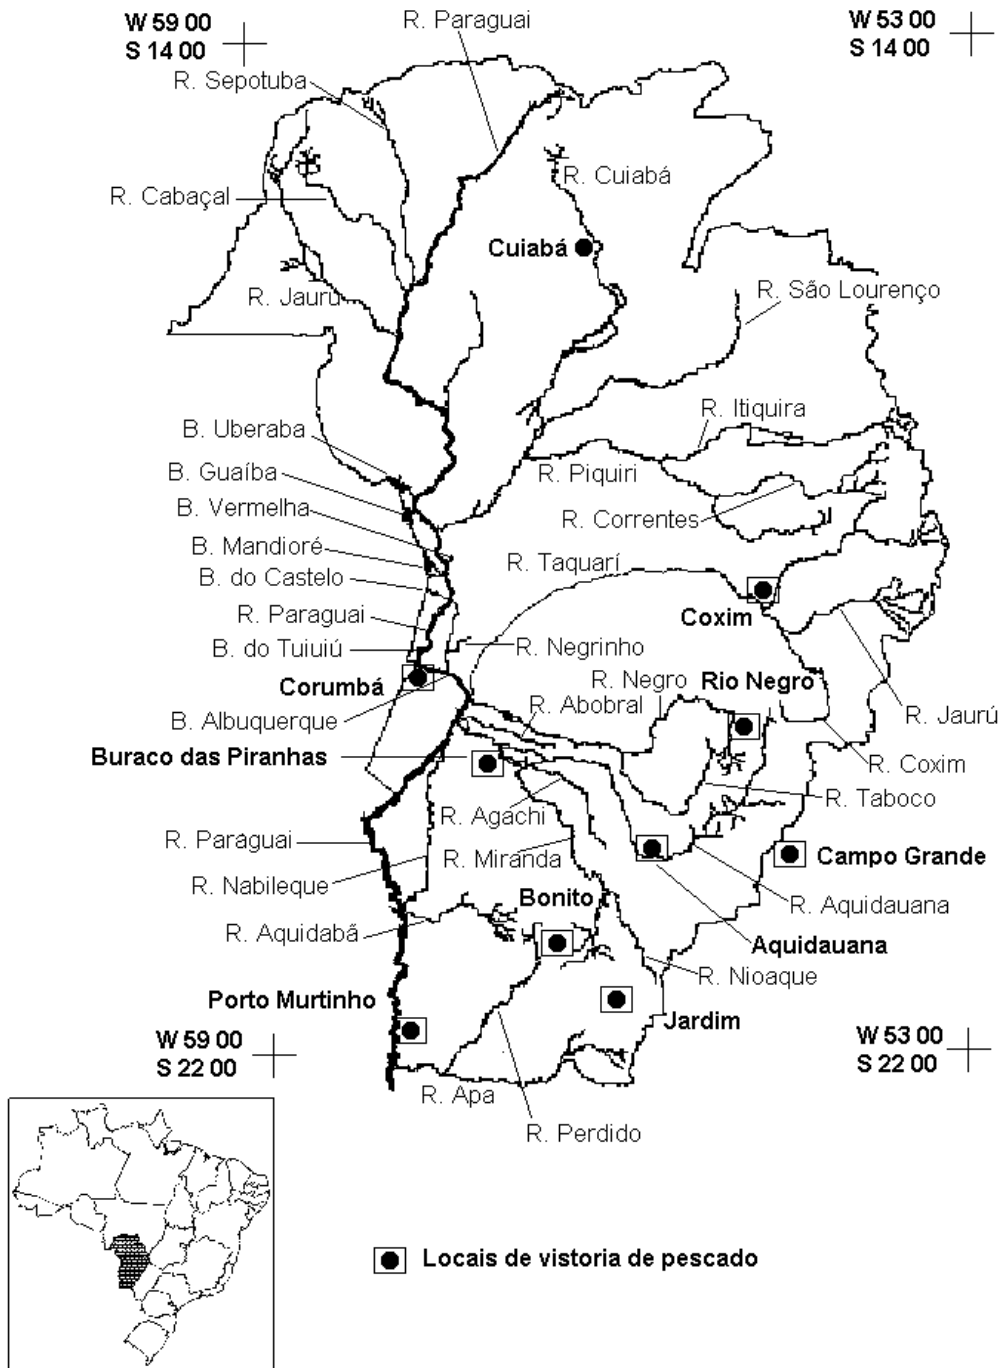 W 59 00
S 14 00
R. Paraguai
W 53 00
S 14 00
R. Sepotuba
R. Cuiabá
R. Cabaçal
Cuiabá
R. Jaurú
R. São Lourenço
R. Itiquira
B. Uberaba
R. Piquiri
B. Guaíba
B. Vermelha
R. Correntes
B. Mandioré
R. Taquarí
B. do Castelo
R. Paraguai
Coxim
B. do Tuiuiú
R. Negrinho
Corumbá
R. Negro
Rio Negro
R. Abobral
R. Jaurú
B. Albuquerque
Buraco das Piranhas
R. Coxim
R. Taboco
R. Agachi
R. Paraguai
R. Miranda
Campo Grande
R. Nabileque
Bonito
R. Aquidauana
R. Aquidabã
Aquidauana
R. Nioaque
Porto Murtinho
Jardim
W 59 00
S 22 00
W 53 00
S 22 00
R. Apa
R. Perdido
Locais de vistoria de pescado